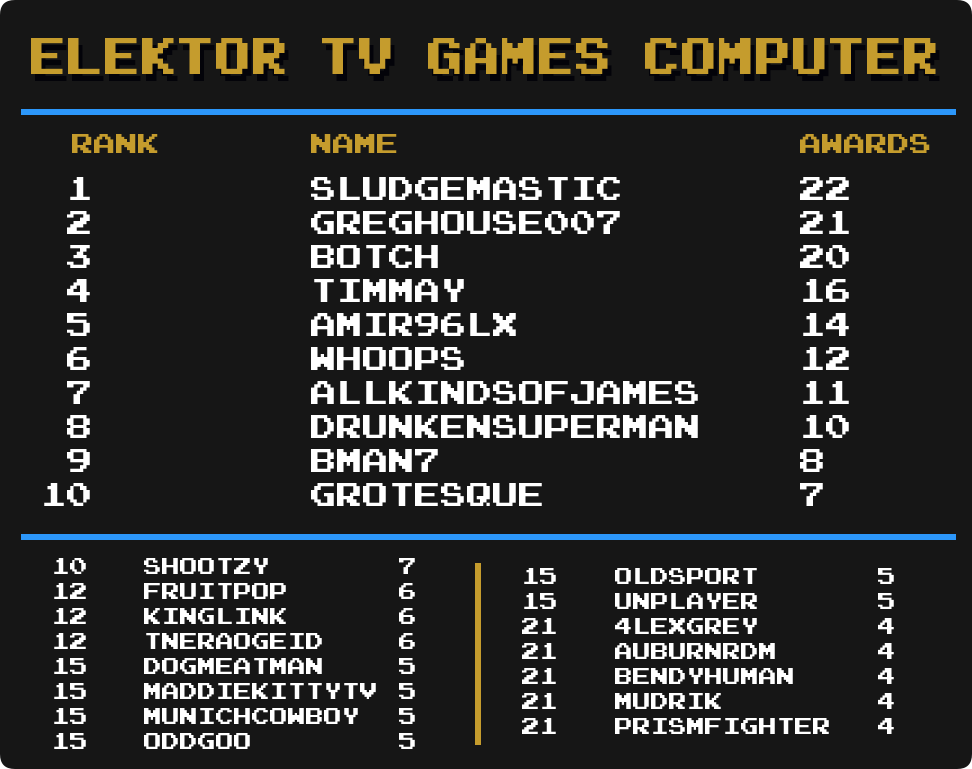 ELEKTOR TV GAMES COMPUTER
RANK NAME AWARDS
1 SLUDGEMASTIC 22
2 GREGHOUSE007 21
3 BOTCH 20
4 TIMMAY 16
5 AMIR96LX 14
6 WHOOPS 12
7 ALLKINDSOFJAMES 11
8 DRUNKENSUPERMAN 10
9 BMAN7 8
10 GROTESQUE 7
10 SHOOTZY 7
12 FRUITPOP 6
12 KINGLINK 6
12 TNERAOGEID 6
15 DOGMEATMAN 5
15 MADDIEKITTYTV 5
15 MUNICHCOWBOY 5
15 ODDGOO 5
15 OLDSPORT 5
15 UNPLAYER 5
21 4LEXGREY 4
21 AUBURNRDM 4
21 BENDYHUMAN 4
21 MUDRIK 4
21 PRISMFIGHTER 4